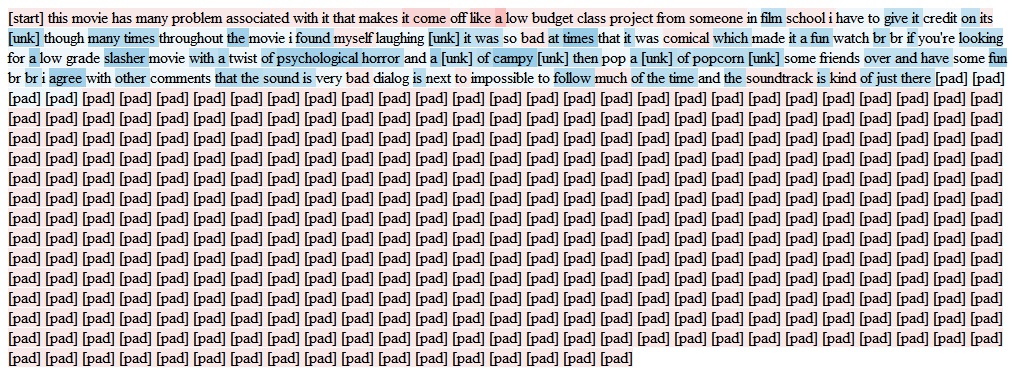 [start] this movie has many problem associated with it that makes it come off like a low budget class project from someone in film school i have to give it credit on its
[unk] though many times throughout the movie i found myself laughing [unk] it was so bad at times that it was comical which made it a fun watch br br if you're looking
for a low grade slasher movie with a twist of psychological horror and a [unk] of campy [unk] then pop a [unk] of popcorn [unk] some friends over and have some fun
br br i agree with other comments that the sound is very bad dialog is next to impossible to follow much of the time and the soundtrack is kind of just there [pad] [pad]
[pad] [pad] [pad] [pad] [pad] [pad] [pad] [pad] [pad] [pad] [pad] [pad] [pad] [pad] [pad] [pad] [pad] [pad] [pad] [pad] [pad] [pad] [pad] [pad] [pad] [pad] [pad]
[pad] [pad] [pad] [pad] [pad] [pad] [pad] [pad] [pad] [pad] [pad] [pad] [pad] [pad] [pad] [pad] [pad] [pad] [pad] [pad] [pad] [pad] [pad] [pad] [pad] [pad] [pad]
[pad] [pad] [pad] [pad] [pad] [pad] [pad] [pad] [pad] [pad] [pad] [pad] [pad] [pad] [pad] [pad] [pad] [pad] [pad] [pad] [pad] [pad] [pad] [pad] [pad] [pad] [pad]
[pad] [pad] [pad] [pad] [pad] [pad] [pad] [pad] [pad] [pad] [pad] [pad] [pad] [pad] [pad] [pad] [pad] [pad] [pad] [pad] [pad] [pad] [pad] [pad] [pad] [pad] [pad]
[pad] [pad] [pad] [pad] [pad] [pad] [pad] [pad] [pad] [pad] [pad] [pad] [pad] [pad] [pad] [pad] [pad] [pad] [pad] [pad] [pad] [pad] [pad] [pad] [pad] [pad] [pad]
[pad] [pad] [pad] [pad] [pad] [pad] [pad] [pad] [pad] [pad] [pad] [pad] [pad] [pad] [pad] [pad] [pad] [pad] [pad] [pad] [pad] [pad] [pad] [pad] [pad] [pad] [pad]
[pad] [pad] [pad] [pad] [pad] [pad] [pad] [pad] [pad] [pad] [pad] [pad] [pad] [pad] [pad] [pad] [pad] [pad] [pad] [pad] [pad] [pad] [pad] [pad] [pad] [pad] [pad]
[pad] [pad] [pad] [pad] [pad] [pad] [pad] [pad] [pad] [pad] [pad] [pad] [pad] [pad] [pad] [pad] [pad] [pad] [pad] [pad] [pad] [pad] [pad] [pad] [pad] [pad] [pad]
[pad] [pad] [pad] [pad] [pad] [pad] [pad] [pad] [pad] [pad] [pad] [pad] [pad] [pad] [pad] [pad] [pad] [pad] [pad] [pad] [pad] [pad] [pad] [pad] [pad] [pad] [pad]
[pad] [pad] [pad] [pad] [pad] [pad] [pad] [pad] [pad] [pad] [pad] [pad] [pad] [pad] [pad] [pad] [pad] [pad] [pad] [pad] [pad] [pad] [pad] [pad] [pad] [pad] [pad]
[pad] [pad] [pad] [pad] [pad] [pad] [pad] [pad] [pad] [pad] [pad] [pad] [pad] [pad] [pad] [pad] [pad] [pad] [pad] [pad] [pad] [pad] [pad] [pad] [pad] [pad] [pad]
[pad] [pad] [pad] [pad] [pad] [pad] [pad] [pad] [pad] [pad] [pad] [pad] [pad] [pad] [pad] [pad] [pad] [pad] [pad] [pad] [pad] [pad] [pad] [pad] [pad] [pad] [pad]
[pad] [pad] [pad] [pad] [pad] [pad] [pad] [pad] [pad] [pad] [pad] [pad] [pad] [pad] [pad] [pad] [pad] [pad] [pad] [pad] [pad] [pad] [pad] [pad] [pad] [pad] [pad]
[pad] [pad] [pad] [pad] [pad] [pad] [pad] [pad] [pad] [pad] [pad] [pad] [pad] [pad] [pad] [pad] [pad]